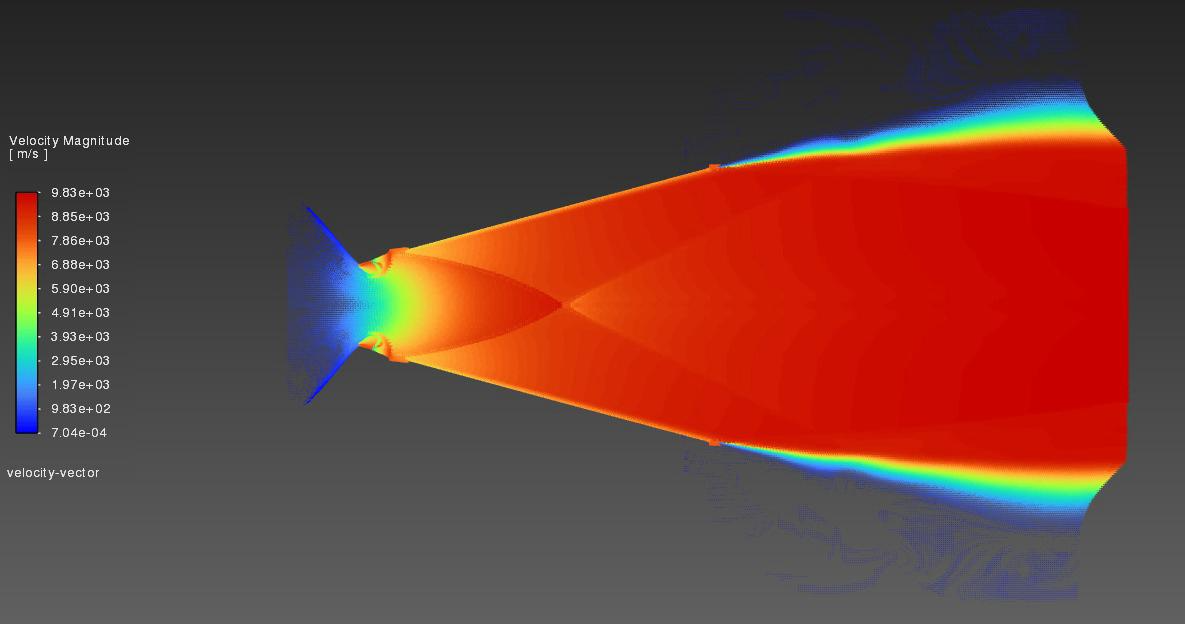 Velocity Magnitude
[ m/s ]
9.83e+03
8.85e+03
7.86e+03
6.88e+03
5.90e+03
4.91e+03
3.93e+03
2.95e+03
1.97e+03
9.83e+02
7.04e-04
velocity-vector